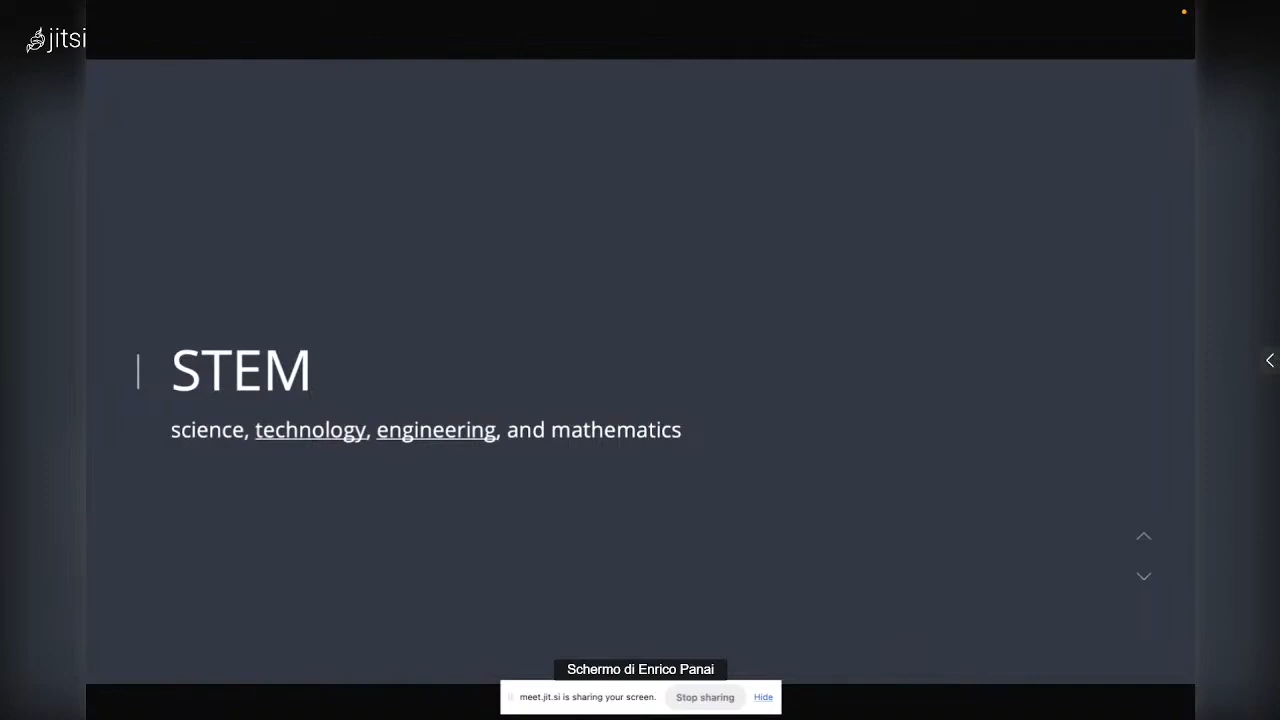 jitsi
STEM
science, technology, engineering, and mathematics
Schermo di Enrico Panai
meet.jit.si is sharing your screen. Stop sharing Hide